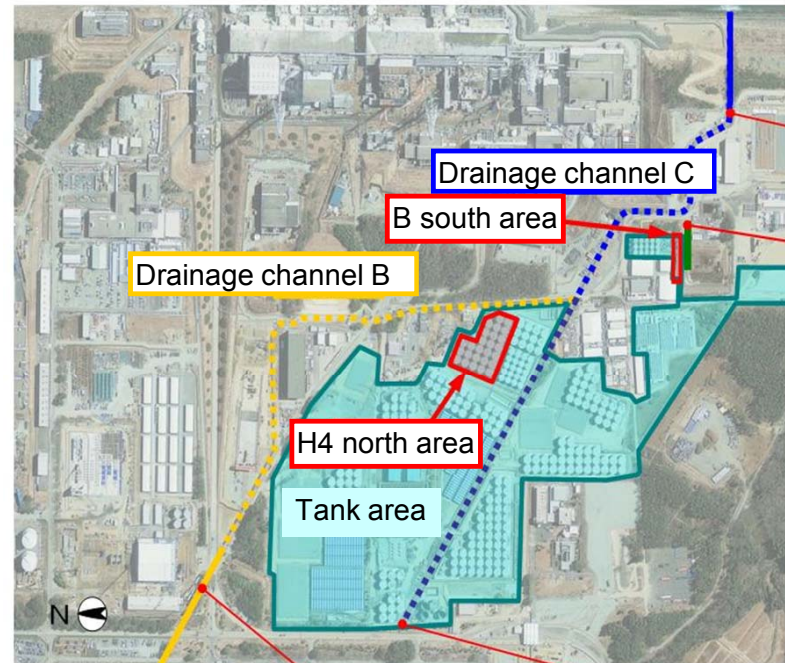 Drainage channel C
B south area
Drainage channel B
H4 north area
Tank area
N